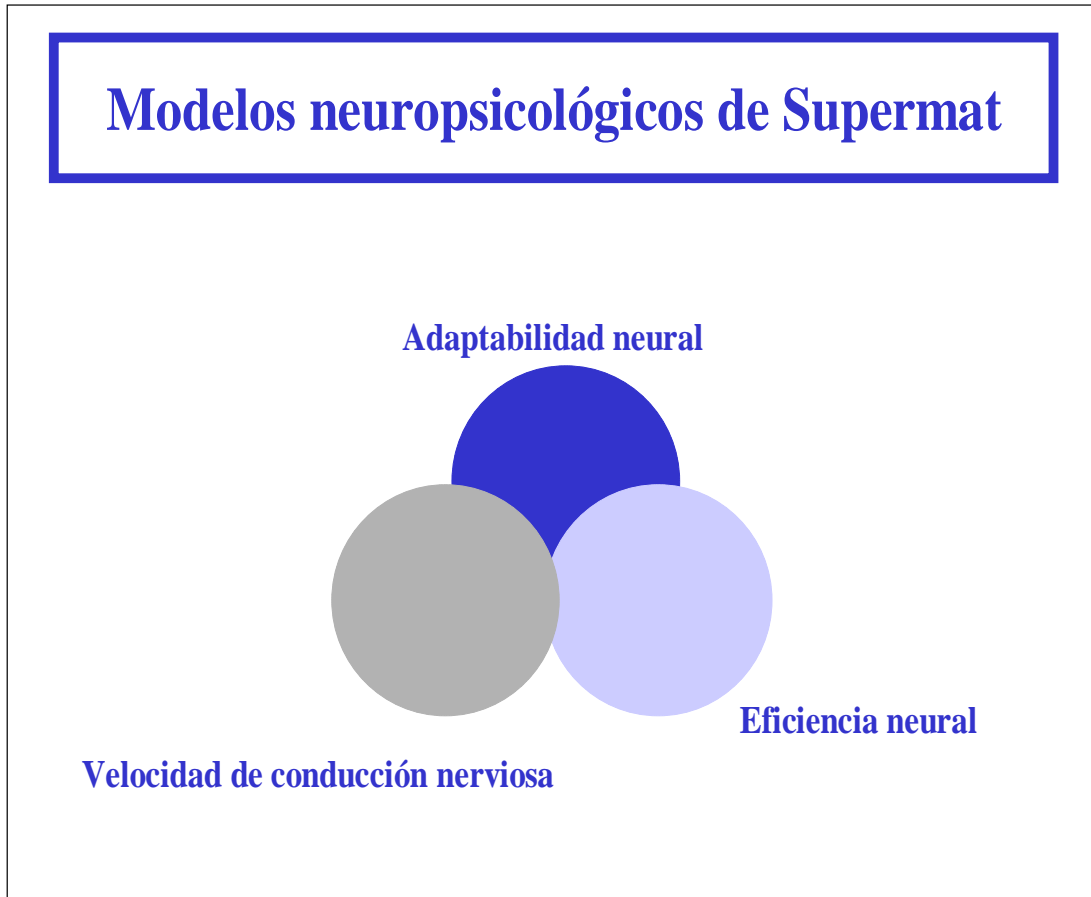 Modelos neuropsicológicos de Supermat
Adaptabilidad neural
Eficiencia neural
Velocidad de conducción nerviosa